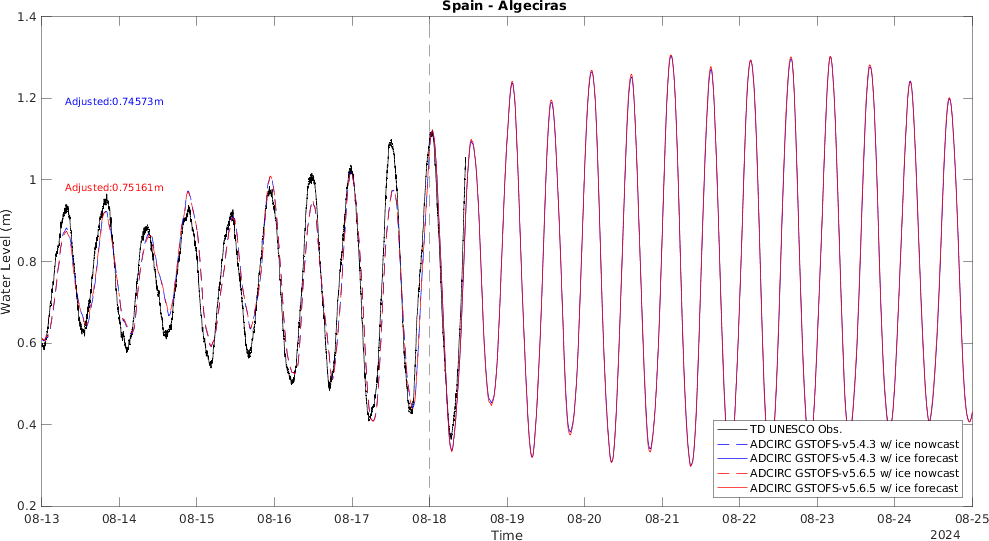 Spain - Algeciras
1.4
1.2
1
0.8
0.6
0.4
0.2
Water Level (m)
Adjusted:0.74573m
Adjusted:0.75161m
TD UNESCO Obs.
ADCIRC GSTOFS-v5.4.3 w/ ice nowcast
ADCIRC GSTOFS-v5.4.3 w/ ice forecast
ADCIRC GSTOFS-v5.6.5 w/ ice nowcast
ADCIRC GSTOFS-v5.6.5 w/ ice forecast
08-13 08-14 08-15 08-16 08-17 08-18 08-19 08-20 08-21 08-22 08-23 08-24 08-25
Time
2024